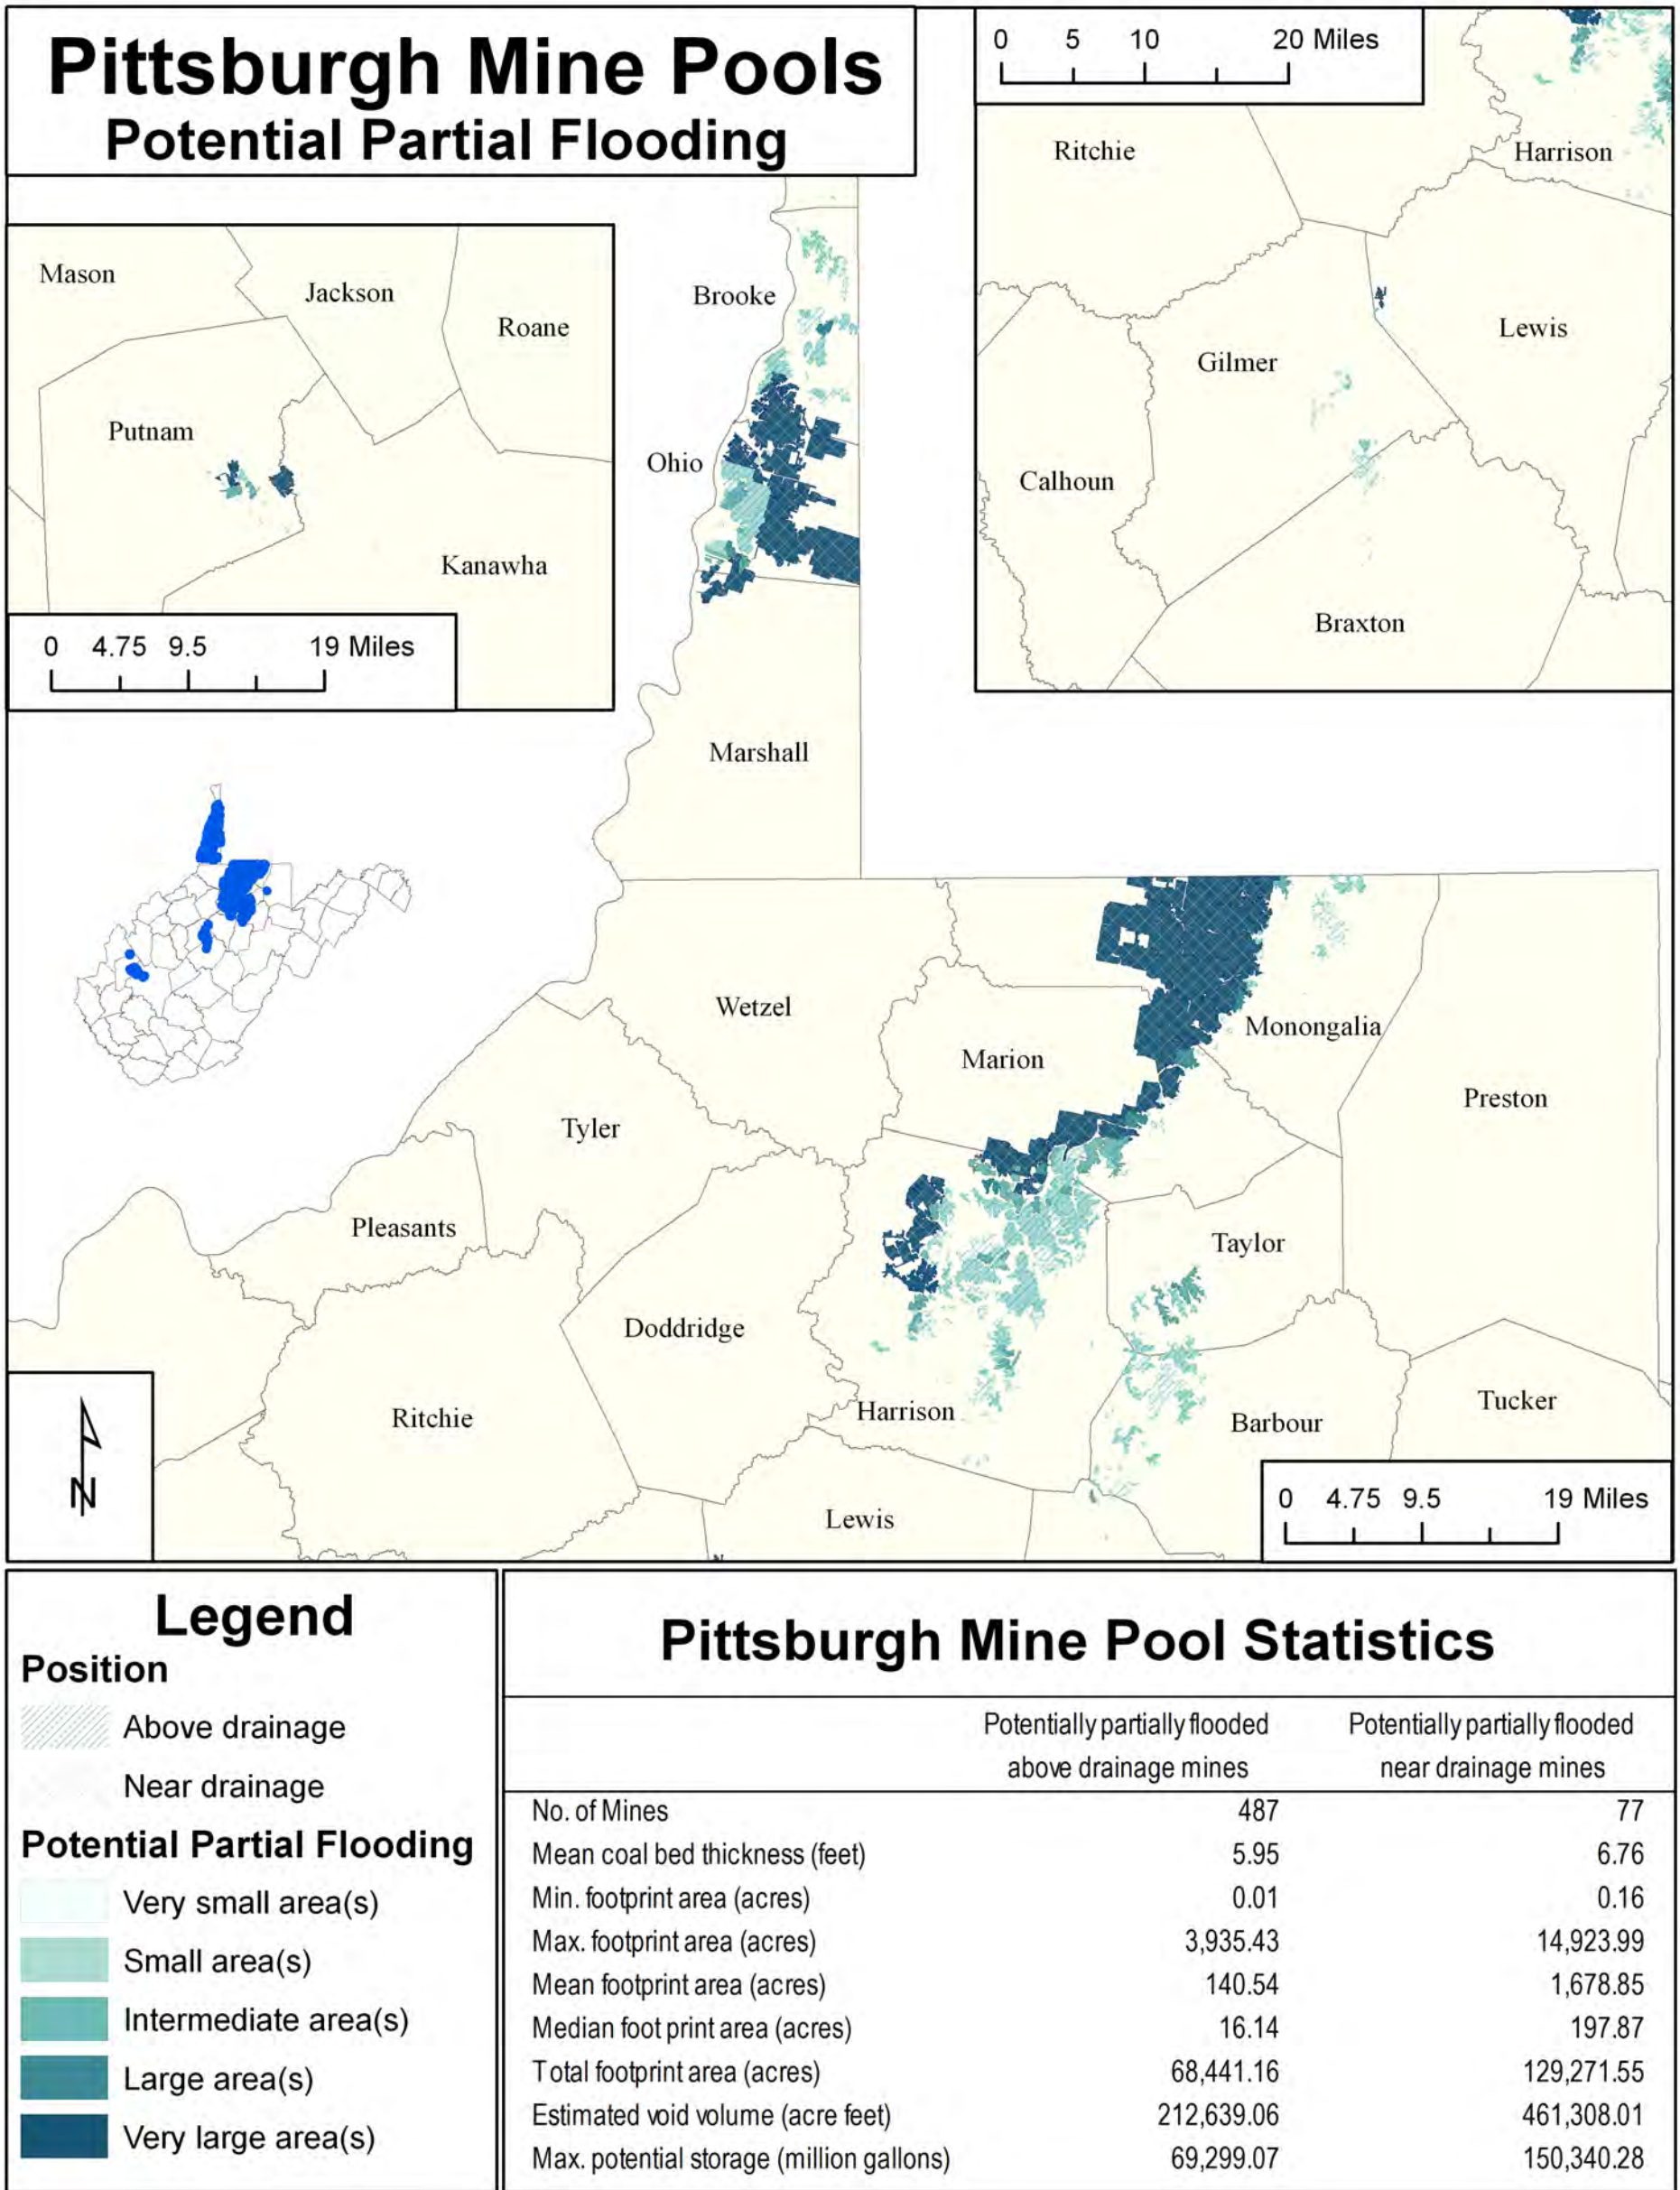 Pittsburgh Mine Pools
Potential Partial Flooding
0 5 10 20 Miles
Ritchie
Harrison
Lewis
Gilmer
Calhoun
Braxton
Mason
Jackson
Roane
Putnam
Kanawha
0 4.75 9.5 19 Miles
Brooke
Ohio
Marshall
Wetzel
Marion
Monongalia
Preston
Tyler
Pleasants
Taylor
Doddridge
Ritchie
Harrison
Barbour
Tucker
Lewis
N
0 4.75 9.5 19 Miles
Legend
Position
Above drainage
Near drainage
Potential Partial Flooding
Very small area(s)
Small area(s)
Intermediate area(s)
Large area(s)
Very large area(s)
Pittsburgh Mine Pool Statistics
Potentially partially flooded Potentially partially flooded
above drainage mines near drainage mines
No. of Mines 487 77
Mean coal bed thickness (feet) 5.95 6.76
Min. footprint area (acres) 0.01 0.16
Max. footprint area (acres) 3,935.43 14,923.99
Mean footprint area (acres) 140.54 1,678.85
Median foot print area (acres) 16.14 197.87
Total footprint area (acres) 68,441.16 129,271.55
Estimated void volume (acre feet) 212,639.06 461,308.01
Max. potential storage (million gallons) 69,299.07 150,340.28